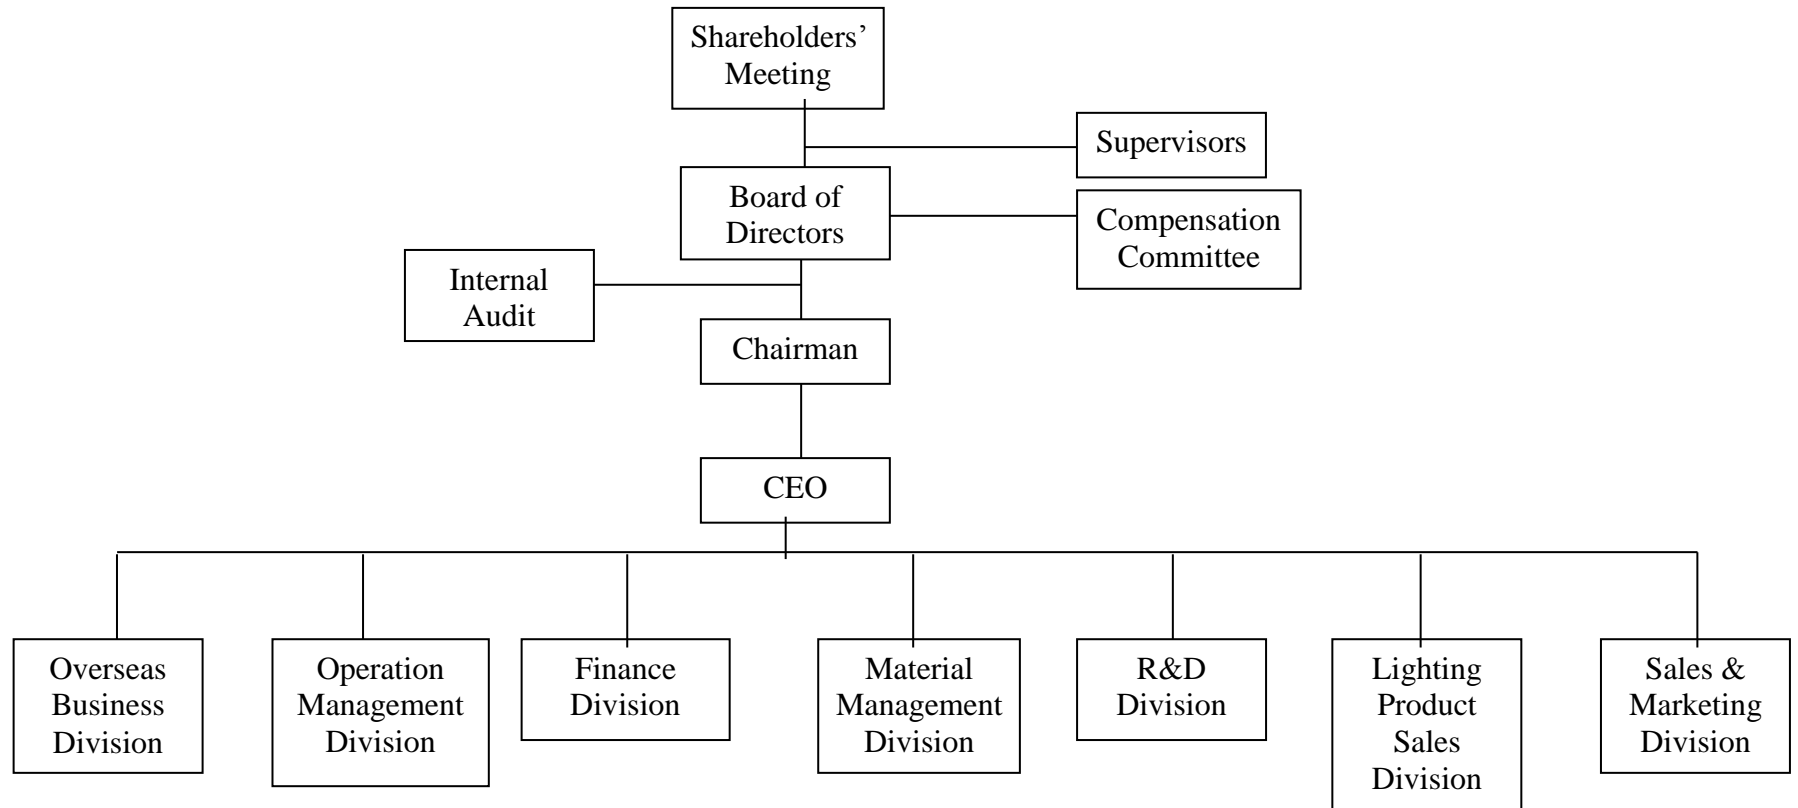 Shareholders’
Meeting
Supervisors
Board of
Directors
Compensation
Committee
Internal
Audit
Chairman
CEO
Overseas
Business
Division
Operation
Management
Division
Finance
Division
Material
Management
Division
R&D
Division
Lighting
Product
Sales
Division
Sales &
Marketing
Division